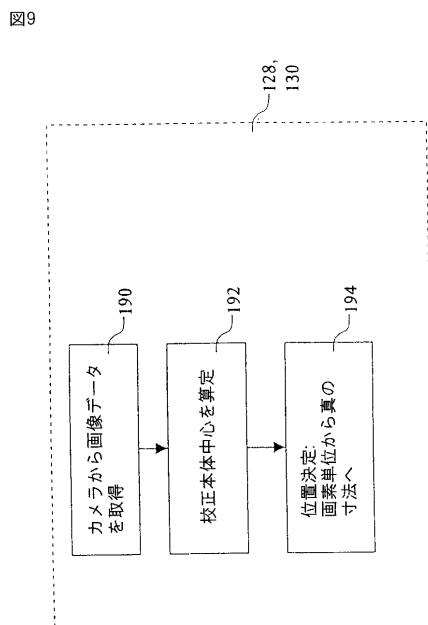 図9
128,
130
カメラから画像データ
を取得
190
校正本体中心を算定
192
位置決定:
画素単位から真の
寸法へ
194